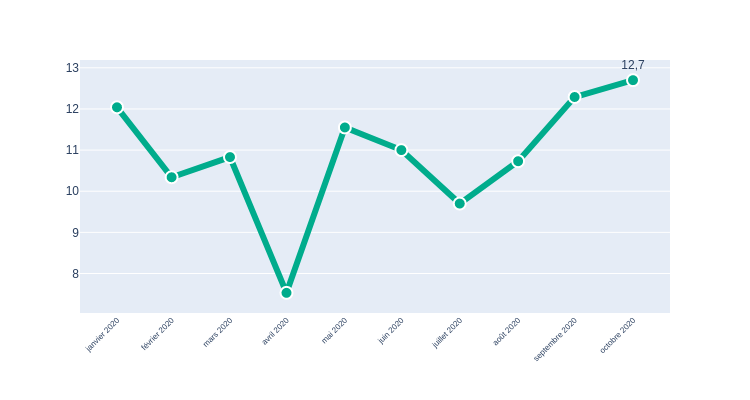 13
12,7
12
11
10
9
8
janvier 2020
février 2020
mars 2020
avril 2020
mai 2020
juin 2020
juillet 2020
août 2020
septembre 2020
octobre 2020